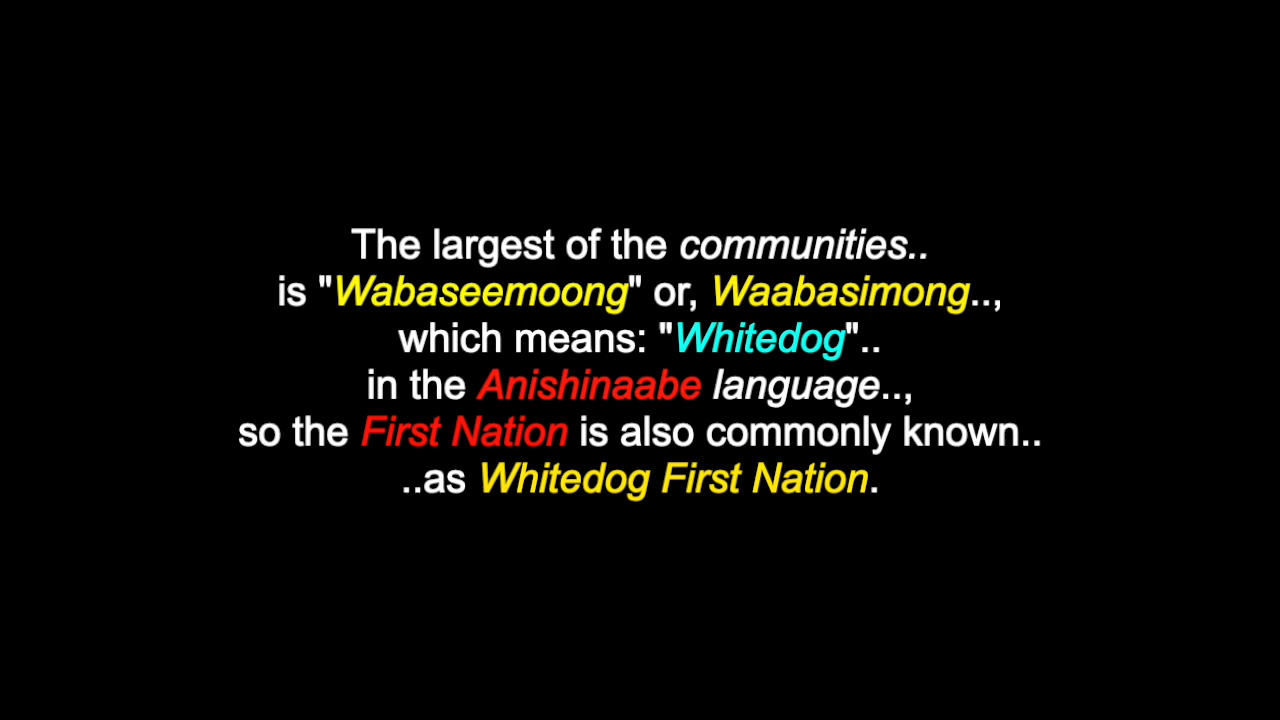 The largest of the communities..
is "Wabaseemoong" or, Waabasimong..,
which means: "Whitedog"..
in the Anishinaabe language..,
so the First Nation is also commonly known..
..as Whitedog First Nation.